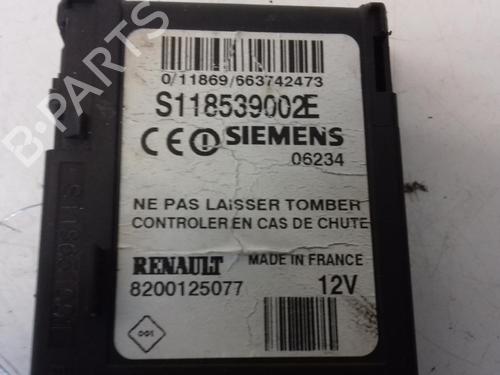 0/11869/663742473
S118539002E
CE SIEMENS
06234
NE PAS LAISSER TOMBER
CONTROLER EN CAS DE CHUTE
RENAULT MADE IN FRANCE
8200125077 12V
001
B-PARTS